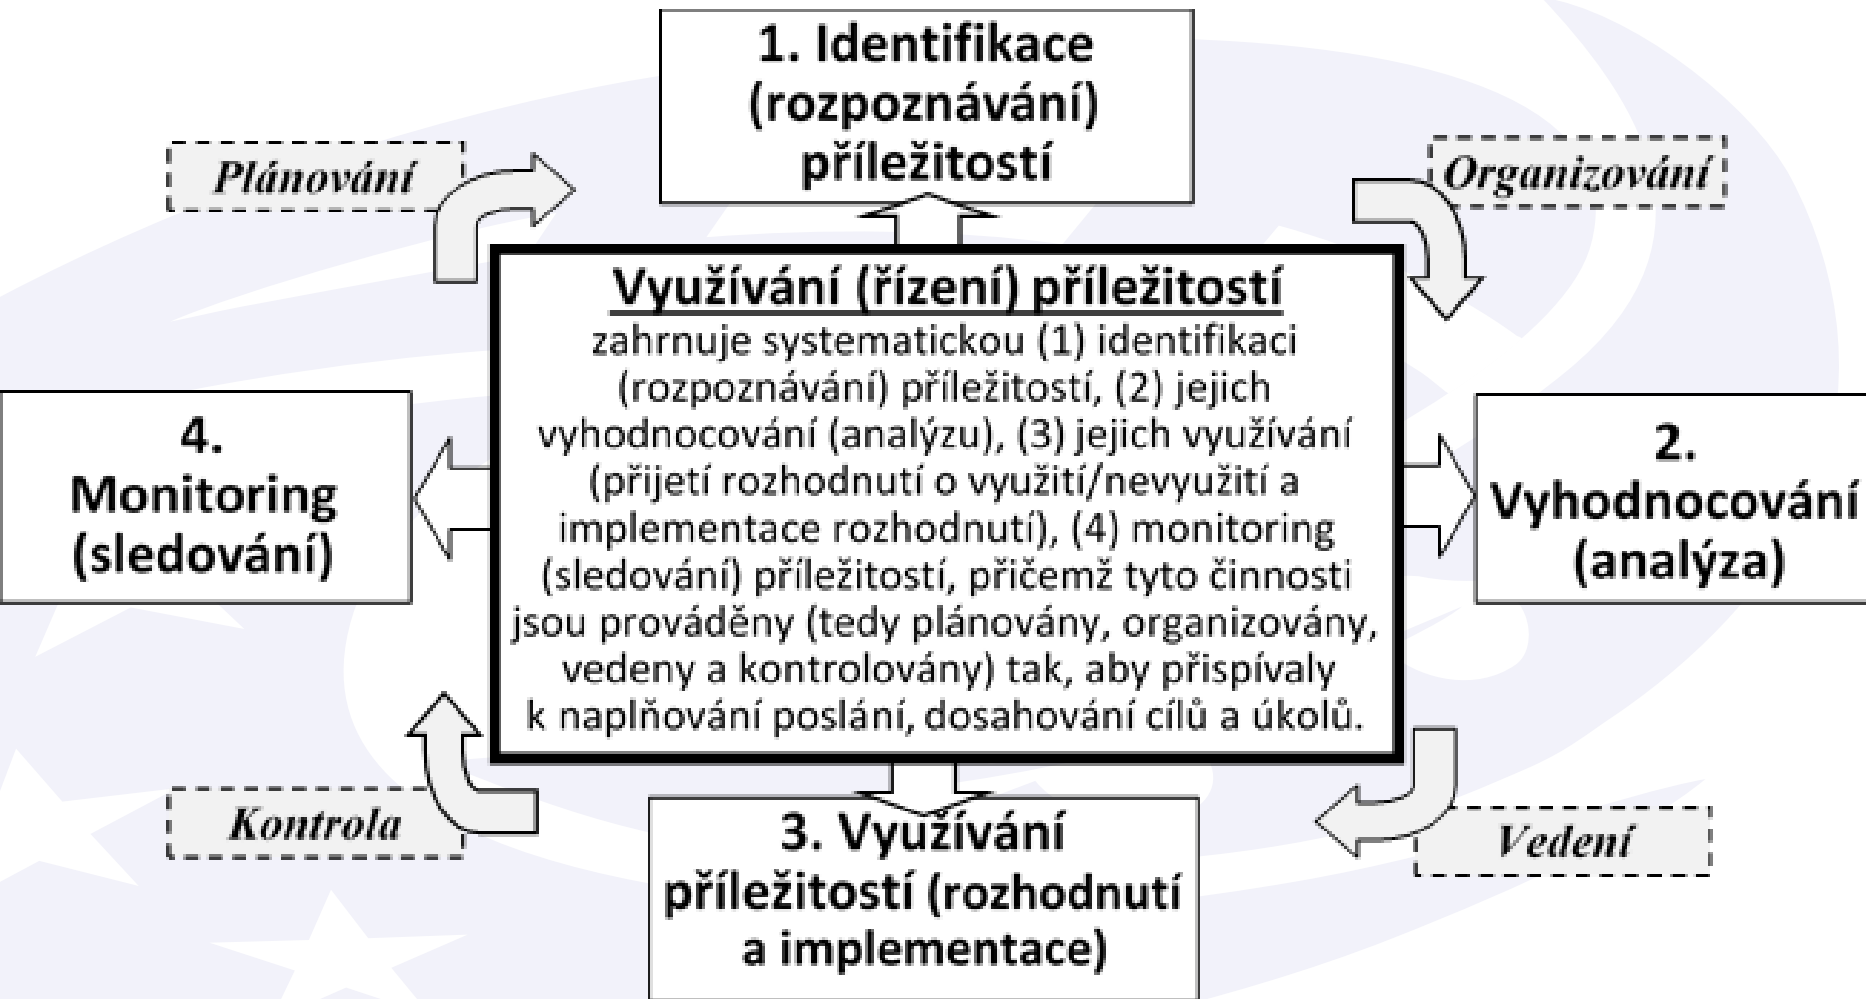 1. Identifikace
(rozpoznávání)
příležitostí
Plánování
Organizování
Využívání (řízení) příležitostí
zahrnuje systematickou (1) identifikaci
(rozpoznávání) příležitostí, (2) jejich
vyhodnocování (analýzu), (3) jejich využívání
(přijetí rozhodnutí o využití/nevyužití a
implementace rozhodnutí), (4) monitoring
(sledování) příležitostí, přičemž tyto činnosti
jsou prováděny (tedy plánovány, organizovány,
vedeny a kontrolovány) tak, aby přispívaly
k naplňování poslání, dosahování cílů a úkolů.
4.
Monitoring
(sledování)
2.
Vyhodnocování
(analýza)
Kontrola
Vedení
3. Využívání
příležitostí (rozhodnutí
a implementace)